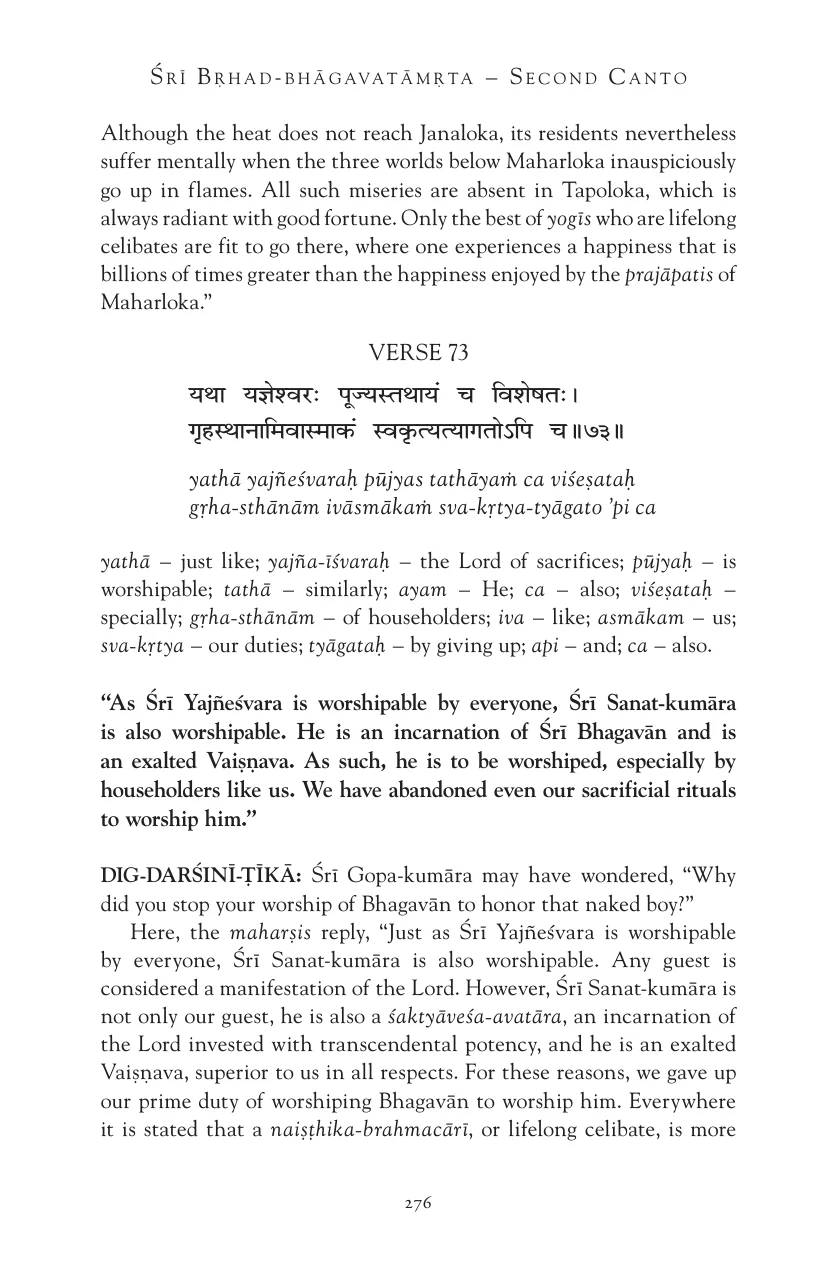 Śrī Bṛhad-bhāgavatāmṛta – Second Canto
Although the heat does not reach Janaloka, its residents nevertheless
suffer mentally when the three worlds below Maharloka inauspiciously
go up in flames. All such miseries are absent in Tapoloka, which is
always radiant with good fortune. Only the best of yogīs who are lifelong
celibates are fit to go there, where one experiences a happiness that is
billions of times greater than the happiness enjoyed by the prajāpatis of
Maharloka.”
VERSE 73
यथा यज्ञेश्वरः पूज्यस्तथायं च विशेषतः।
गृहस्थानामिवास्माकं स्वकृत्यत्यागतोऽपि च॥७३॥
yathā yajñeśvaraḥ pūjyas tathāyaṁ ca viśeṣataḥ
gṛha-sthānām ivāsmākaṁ sva-kṛtya-tyāgato ’pi ca
yathā – just like; yajña-īśvaraḥ – the Lord of sacrifices; pūjyaḥ – is
worshipable; tathā – similarly; ayam – He; ca – also; viśeṣataḥ –
specially; gṛha-sthānām – of householders; iva – like; asmākam – us;
sva-kṛtya – our duties; tyāgataḥ – by giving up; api – and; ca – also.
“As Śrī Yajñeśvara is worshipable by everyone, Śrī Sanat-kumāra
is also worshipable. He is an incarnation of Śrī Bhagavān and is
an exalted Vaiṣṇava. As such, he is to be worshiped, especially by
householders like us. We have abandoned even our sacrificial rituals
to worship him.”
DIG-DARŚINĪ-ṬĪKĀ: Śrī Gopa-kumāra may have wondered, “Why
did you stop your worship of Bhagavān to honor that naked boy?”
Here, the maharṣis reply, “Just as Śrī Yajñeśvara is worshipable
by everyone, Śrī Sanat-kumāra is also worshipable. Any guest is
considered a manifestation of the Lord. However, Śrī Sanat-kumāra is
not only our guest, he is also a śaktyāveśa-avatāra, an incarnation of
the Lord invested with transcendental potency, and he is an exalted
Vaiṣṇava, superior to us in all respects. For these reasons, we gave up
our prime duty of worshiping Bhagavān to worship him. Everywhere
it is stated that a naiṣṭhika-brahmacārī, or lifelong celibate, is more
276